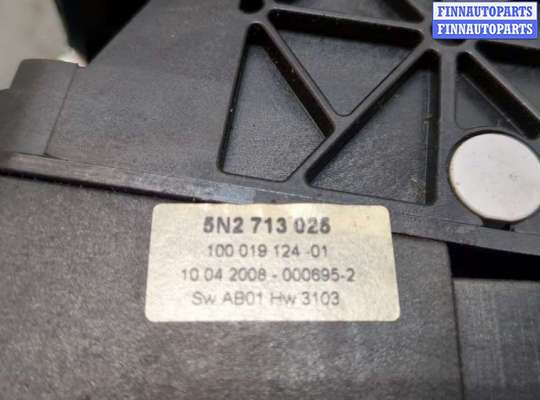 FINNAUTOPARTS
FINNAUTOPARTS
5N2 713 025
100 019 124 -01
10 04 2008 - 000695-2
Sw AB01 Hw 3103